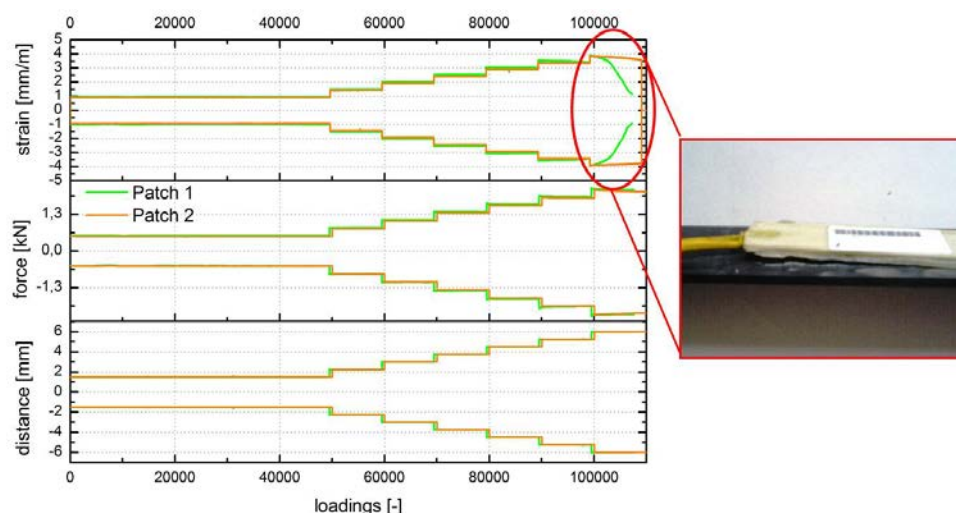 0 20000 40000 60000 80000 100000
5
4
3
2
1
0
-1
-2
-3
-4
-5
strain [mm/m]
Patch 1
Patch 2
1,3
0,0
-1,3
force [kN]
6
4
2
0
-2
-4
-6
distance [mm]
0 20000 40000 60000 80000 100000
loadings [-]